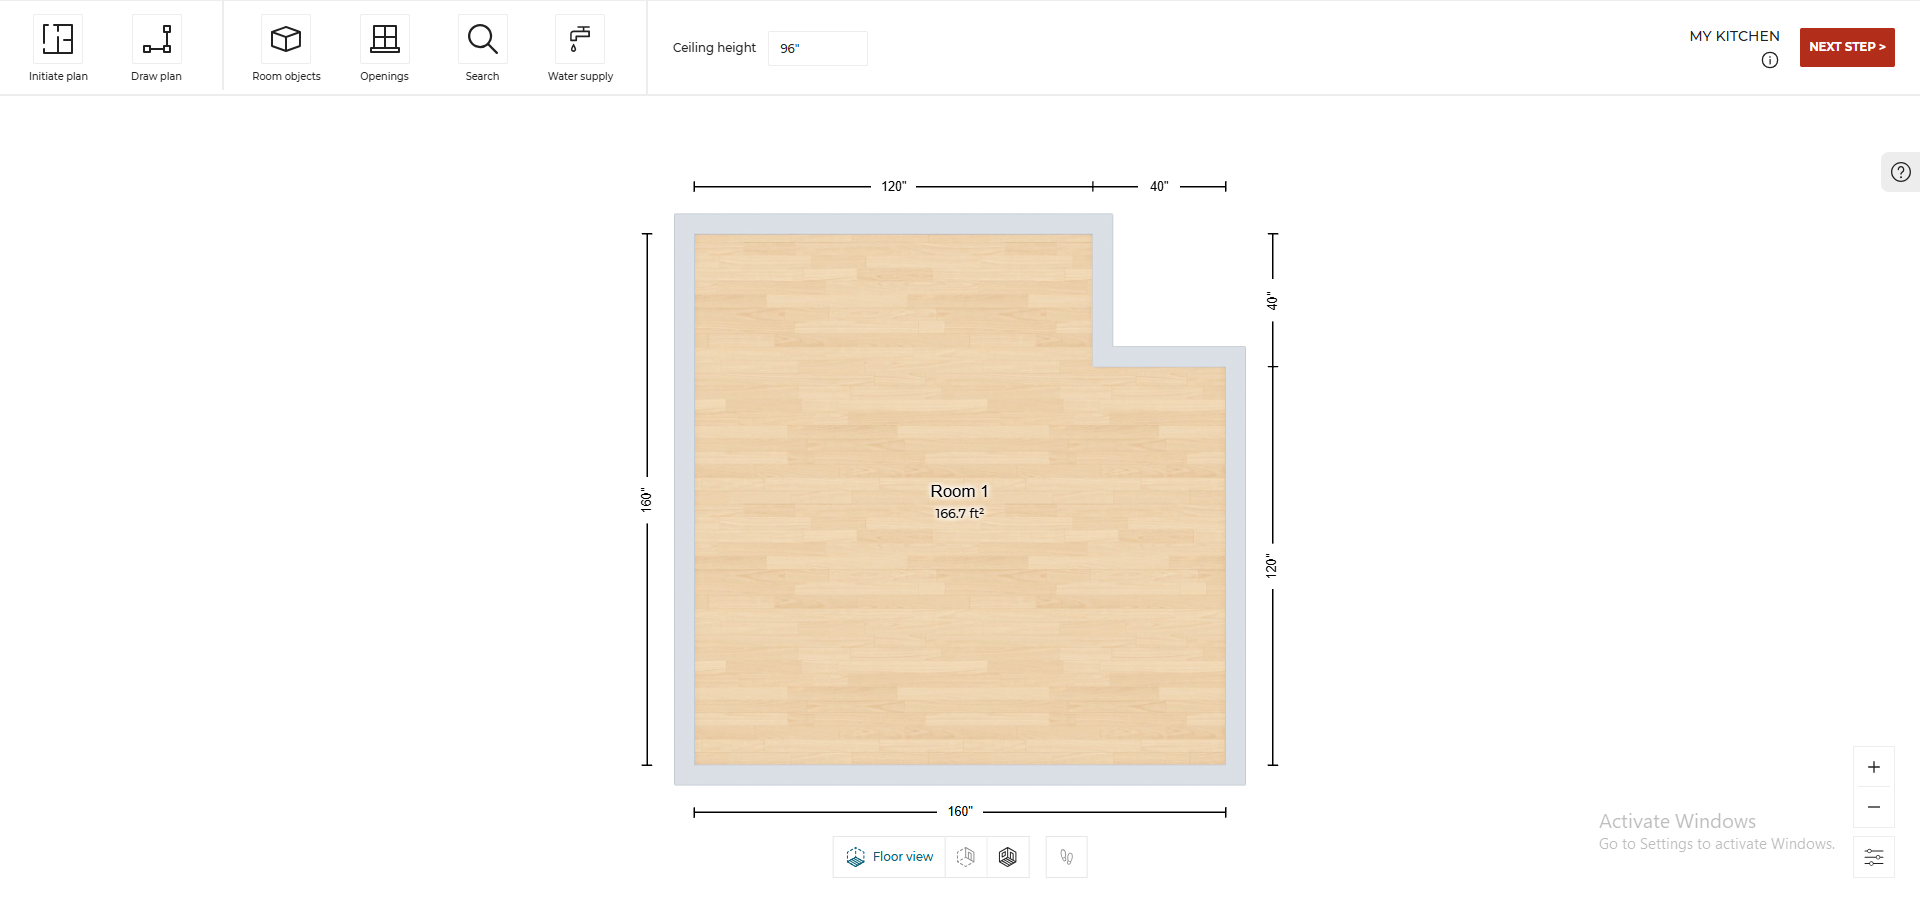 Initiate plan
Draw plan
Room objects
Openings
Search
Water supply
Ceiling height
96"
MY KITCHEN
NEXT STEP >
120"
40"
40"
160"
Room 1
166.7 ft²
120"
160"
Floor view
Activate Windows
Go to Settings to activate Windows.